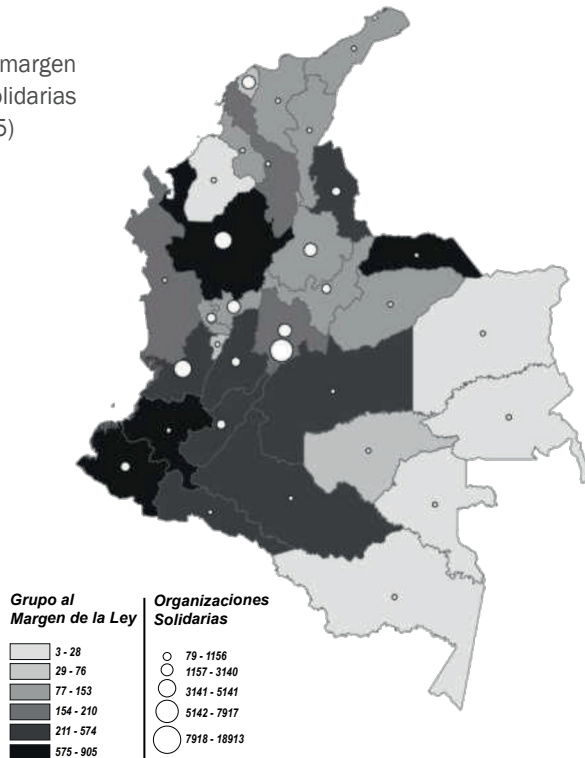 margen
olidarias
5)
Grupo al
Margen de la Ley
3 - 28
29 - 76
77 - 153
154 - 210
211 - 574
575 - 905
Organizaciones
Solidarias
79 - 1156
1157 - 3140
3141 - 5141
5142 - 7917
7918 - 18913